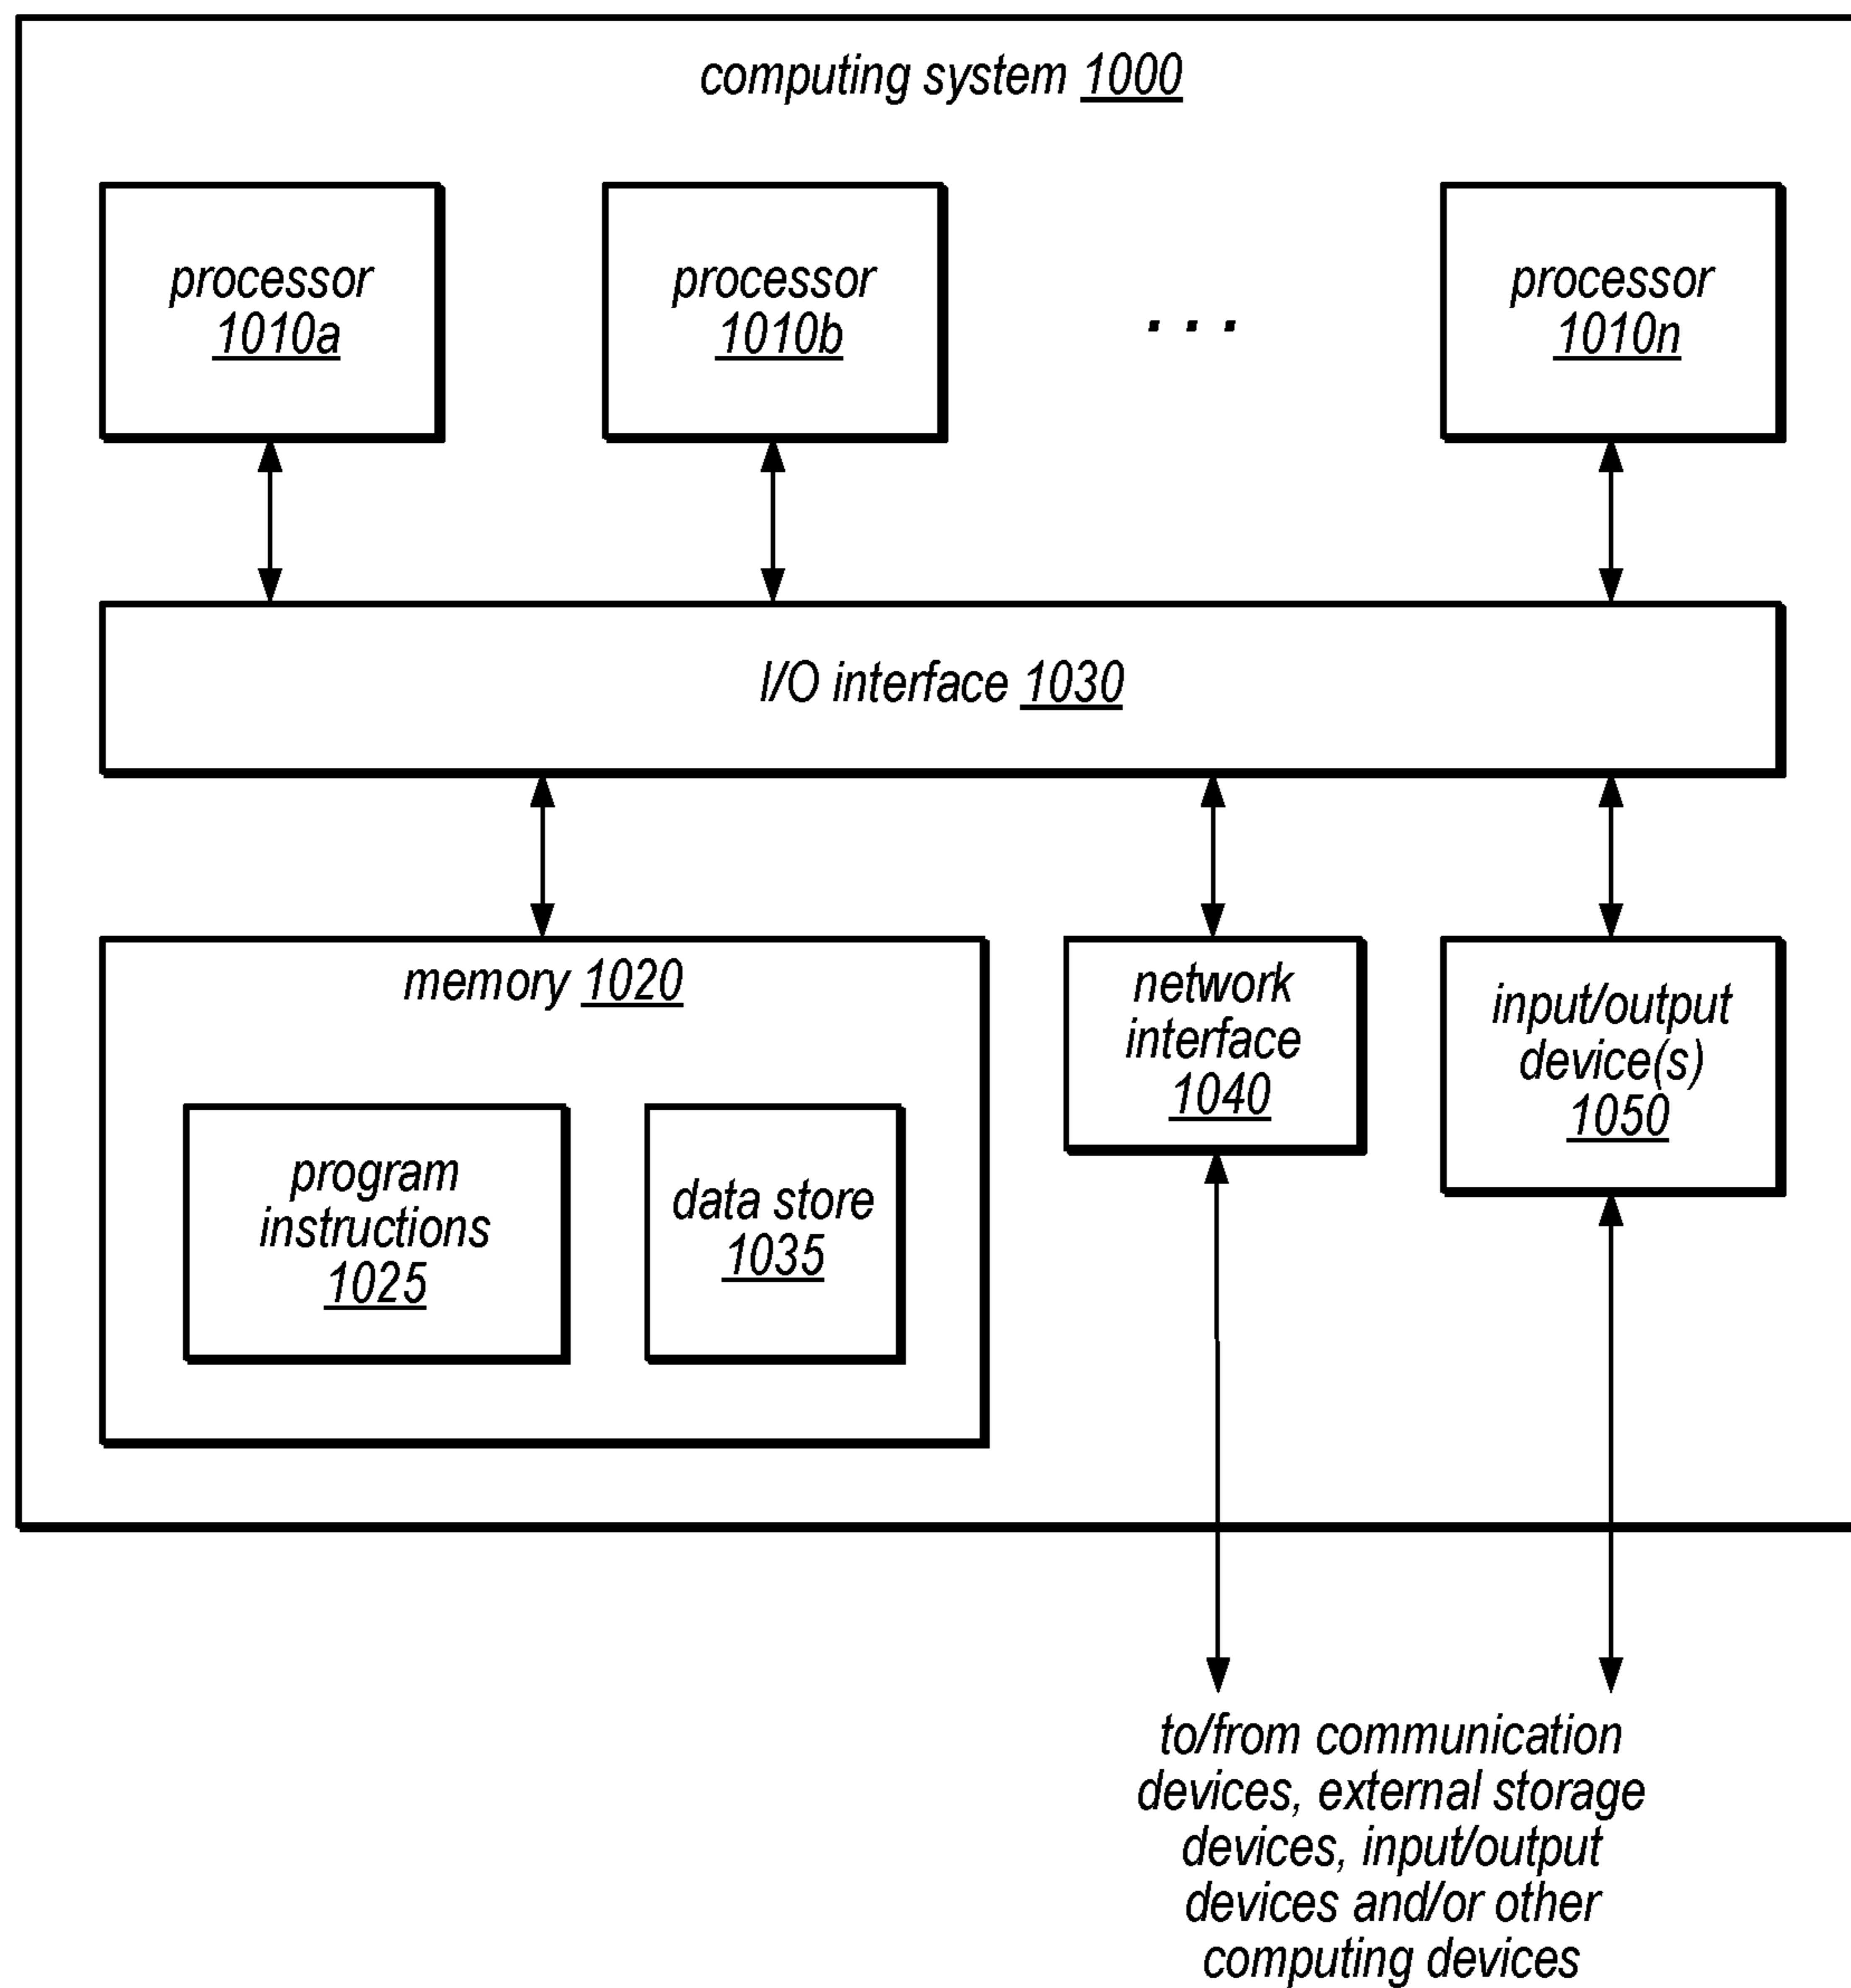 computing system 1000
processor
1010a
processor
1010b
. . .
processor
1010n
I/O interface 1030
memory 1020
program
instructions
1025
data store
1035
network
interface
1040
input/output
device(s)
1050
to/from communication
devices, external storage
devices, input/output
devices and/or other
computing devices